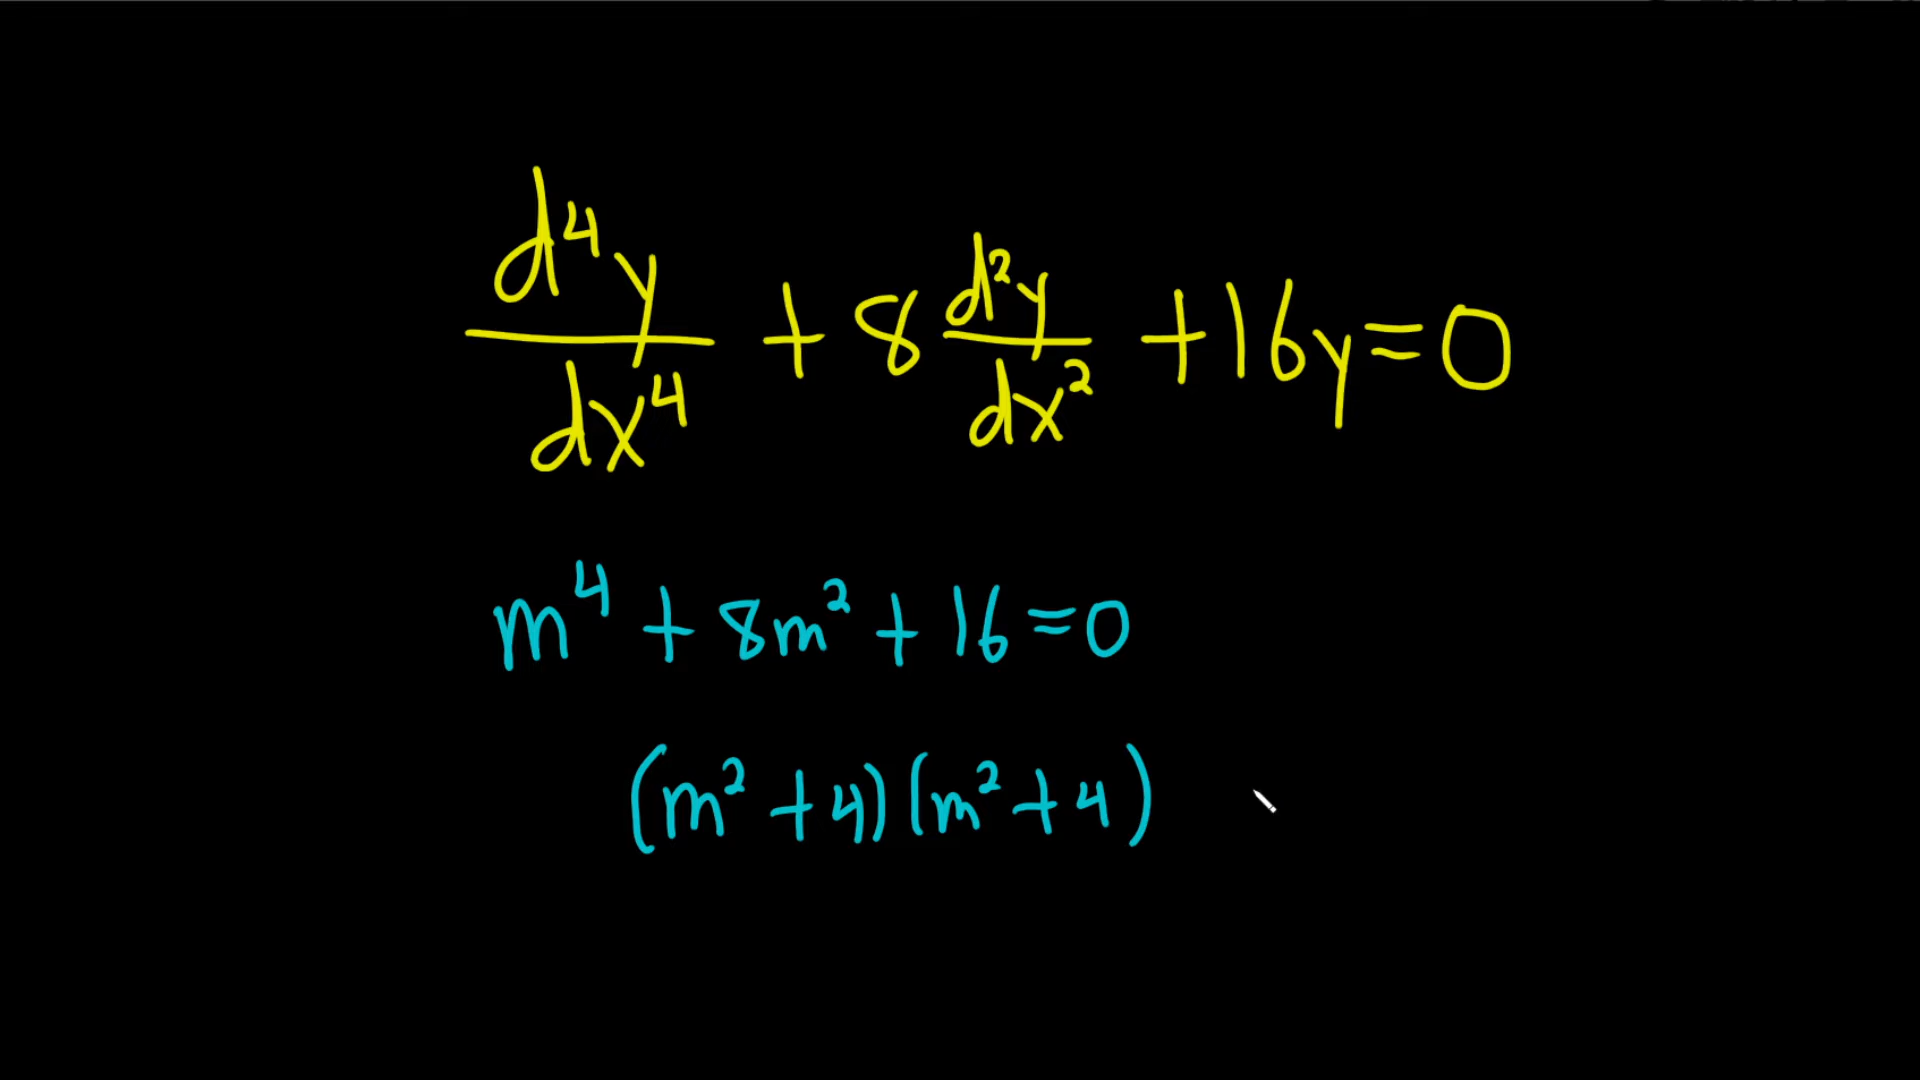 d⁴y/dx⁴ + 8 d²y/dx² + 16y = 0
m⁴ + 8m² + 16 = 0
(m² + 4)(m² + 4)